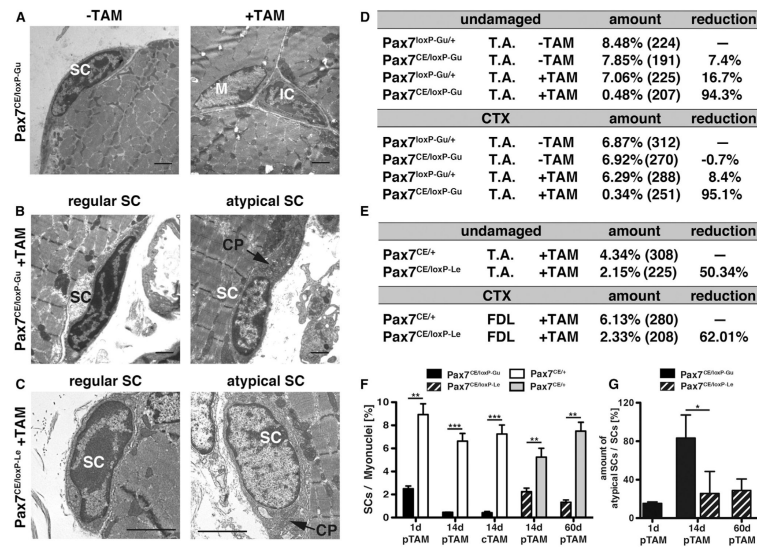 A
-TAM
+TAM
Pax7CE/loxP-Gu
SC
M
IC
B
regular SC
atypical SC
Pax7CE/loxP-Gu +TAM
SC
CP
SC
C
regular SC
atypical SC
Pax7CE/loxP-Le +TAM
SC
SC
CP
D
undamaged amount reduction
Pax7loxP-Gu/+ T.A. -TAM 8.48% (224) —
Pax7CE/loxP-Gu T.A. -TAM 7.85% (191) 7.4%
Pax7loxP-Gu/+ T.A. +TAM 7.06% (225) 16.7%
Pax7CE/loxP-Gu T.A. +TAM 0.48% (207) 94.3%
CTX amount reduction
Pax7loxP-Gu/+ T.A. -TAM 6.87% (312) —
Pax7CE/loxP-Gu T.A. -TAM 6.92% (270) -0.7%
Pax7loxP-Gu/+ T.A. +TAM 6.29% (288) 8.4%
Pax7CE/loxP-Gu T.A. +TAM 0.34% (251) 95.1%
E
undamaged amount reduction
Pax7CE/+ T.A. +TAM 4.34% (308) —
Pax7CE/loxP-Le T.A. +TAM 2.15% (225) 50.34%
CTX amount reduction
Pax7CE/+ FDL +TAM 6.13% (280) —
Pax7CE/loxP-Le FDL +TAM 2.33% (208) 62.01%
F
Pax7CE/loxP-Gu Pax7CE/+
Pax7CE/loxP-Le Pax7CE/+
SCs / Myonuclei [%]
10
8
6
4
2
0
** *** *** ** **
1d 14d 14d 14d 60d
pTAM pTAM cTAM pTAM pTAM
G
Pax7CE/loxP-Gu
Pax7CE/loxP-Le
amount of
atypical SCs / SCs [%]
120
80
40
0
*
1d 14d 60d
pTAM pTAM pTAM